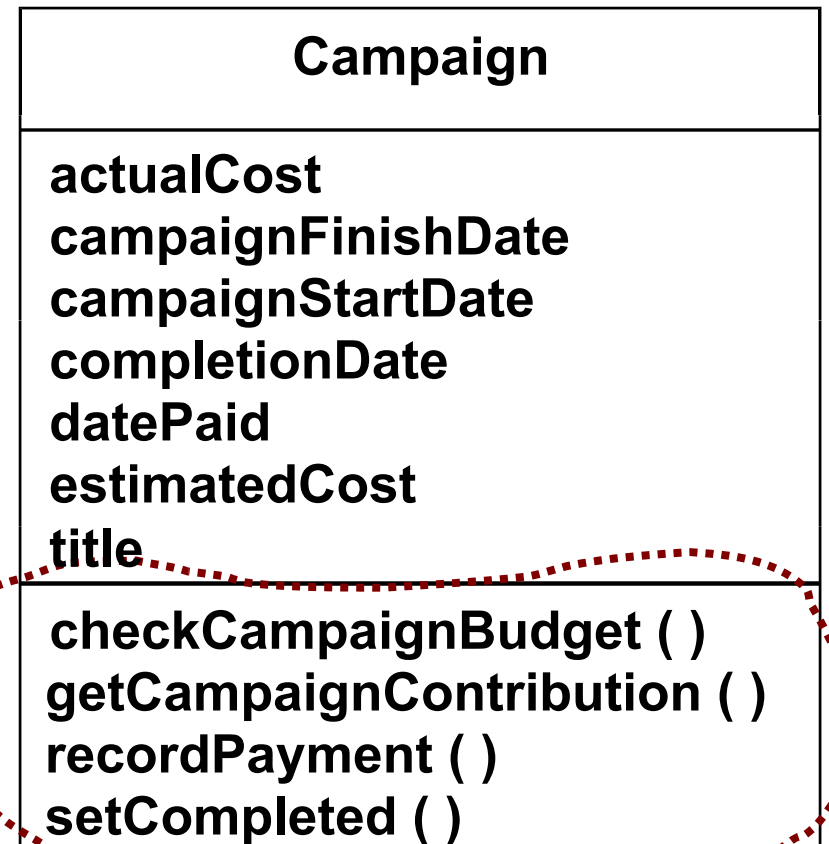 Campaign
actualCost
campaignFinishDate
campaignStartDate
completionDate
datePaid
estimatedCost
title
checkCampaignBudget ( )
getCampaignContribution ( )
recordPayment ( )
setCompleted ( )